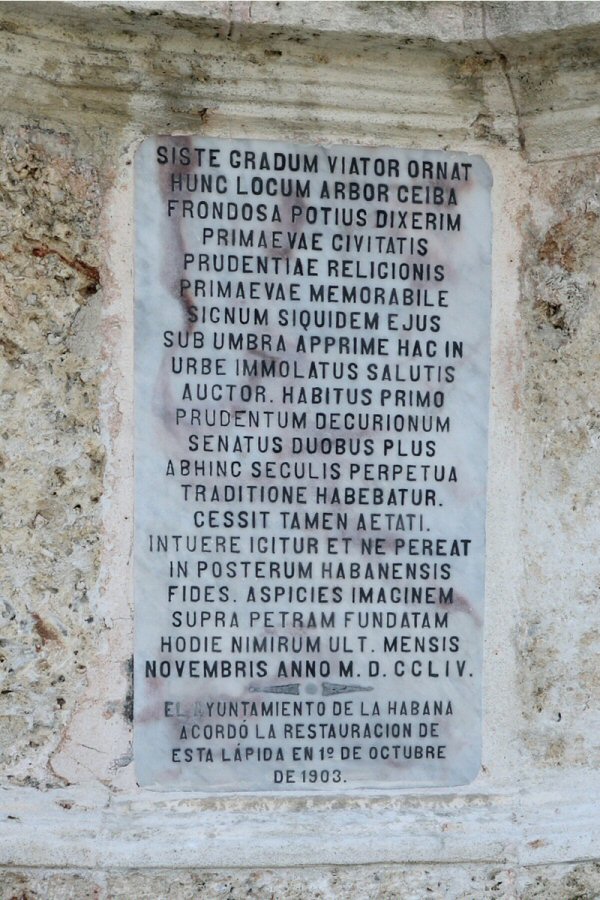 SISTE GRADUM VIATOR ORNAT
HUNC LOCUM ARBOR CEIBA
FRONDOSA POTIUS DIXERIM
PRIMAEVAE CIVITATIS
PRUDENTIAE RELIGIONIS
PRIMAEVAE MEMORABILE
SIGNUM SIQUIDEM EJUS
SUB UMBRA APPRIME HAC IN
URBE IMMOLATUS SALUTIS
AUCTOR. HABITUS PRIMO
PRUDENTUM DECURIONUM
SENATUS DUOBUS PLUS
ABHINC SECULIS PERPETUA
TRADITIONE HABEBATUR.
CESSIT TAMEN AETATI.
INTUERE IGITUR ET NE PEREAT
IN POSTERUM HABANENSIS
FIDES. ASPICIES IMAGINEM
SUPRA PETRAM FUNDATAM
HODIE NIMIRUM ULT. MENSIS
NOVEMBRIS ANNO M. D. CCLIV.
EL AYUNTAMIENTO DE LA HABANA
ACORDÓ LA RESTAURACION DE
ESTA LÁPIDA EN 1º DE OCTUBRE
DE 1903.